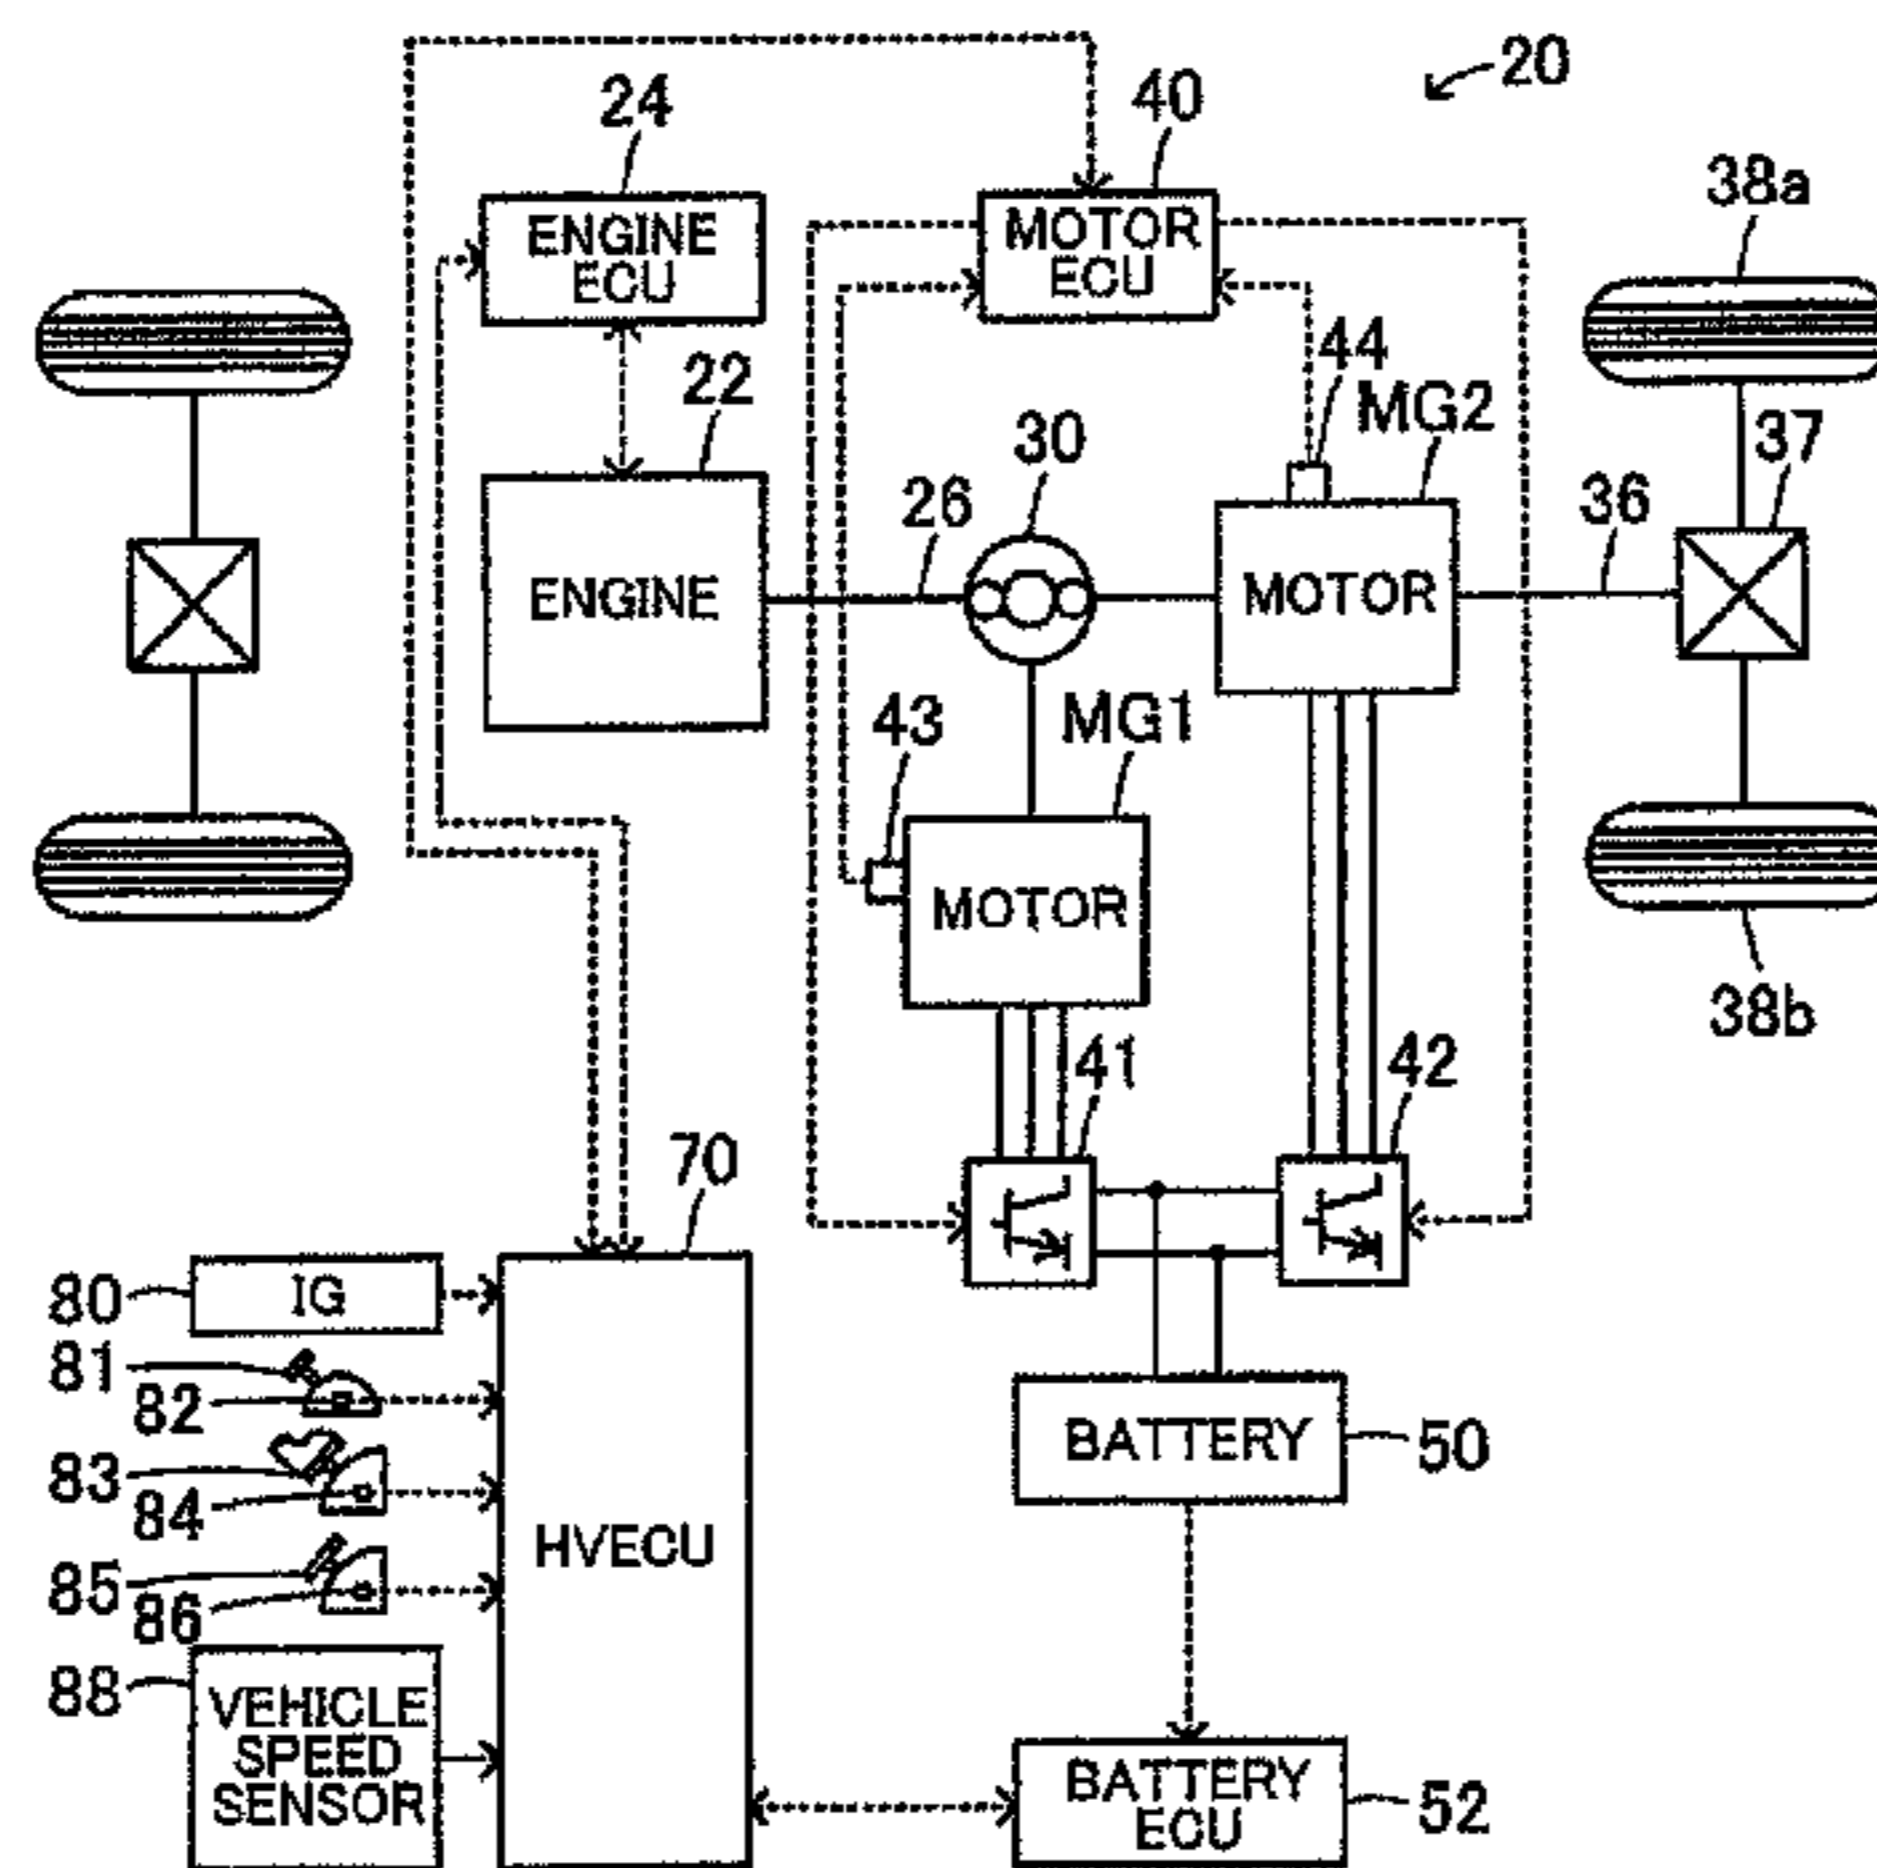 20
24
40
38a
ENGINE
ECU
MOTOR
ECU
44
22
MG2
30
37
26
36
ENGINE
MOTOR
43
MG1
MOTOR
38b
41
42
70
80
IG
81
82
BATTERY
50
83
84
HVECU
85
86
88
VEHICLE
SPEED
SENSOR
BATTERY
ECU
52